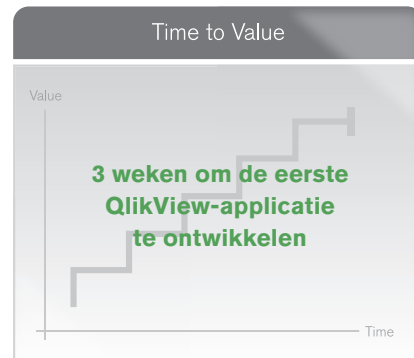 Time to Value
Value
3 weken om de eerste
QlikView-applicatie
te ontwikkelen
Time